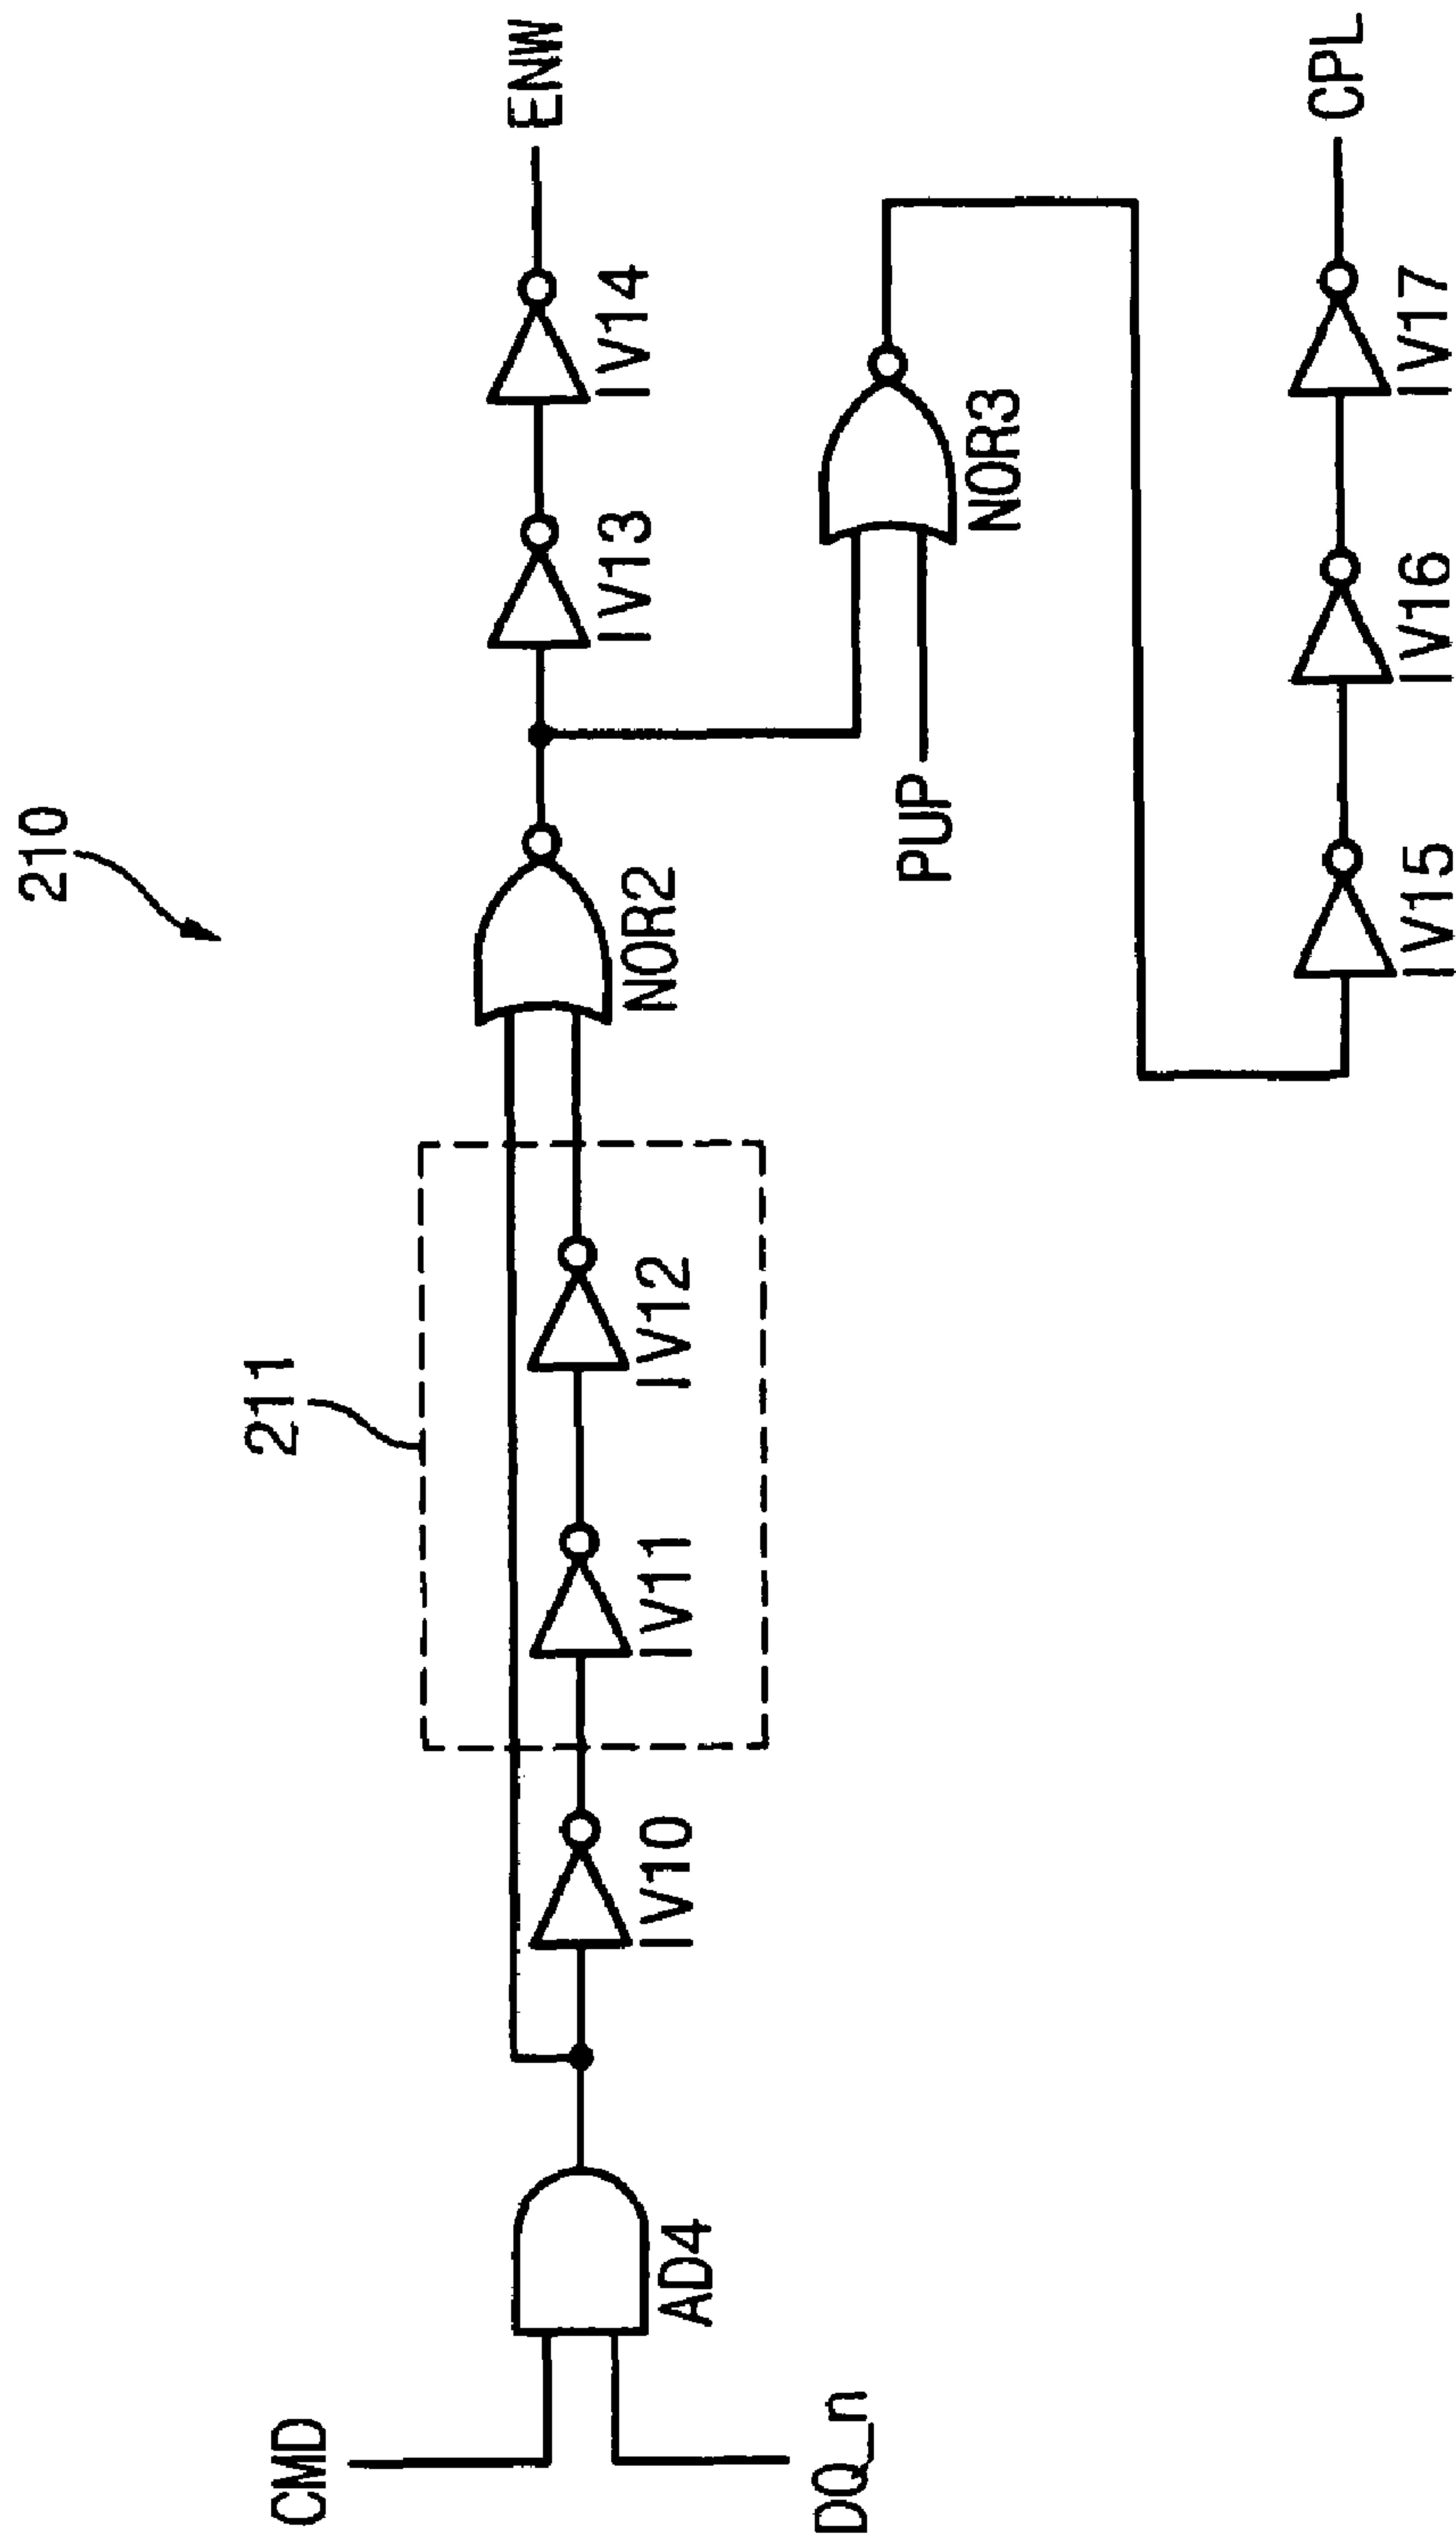 210
CMD
DQ_n
AD4
IV10
211
IV11
IV12
NOR2
IV13
IV14
ENW
PUP
NOR3
IV15
IV16
IV17
CPL